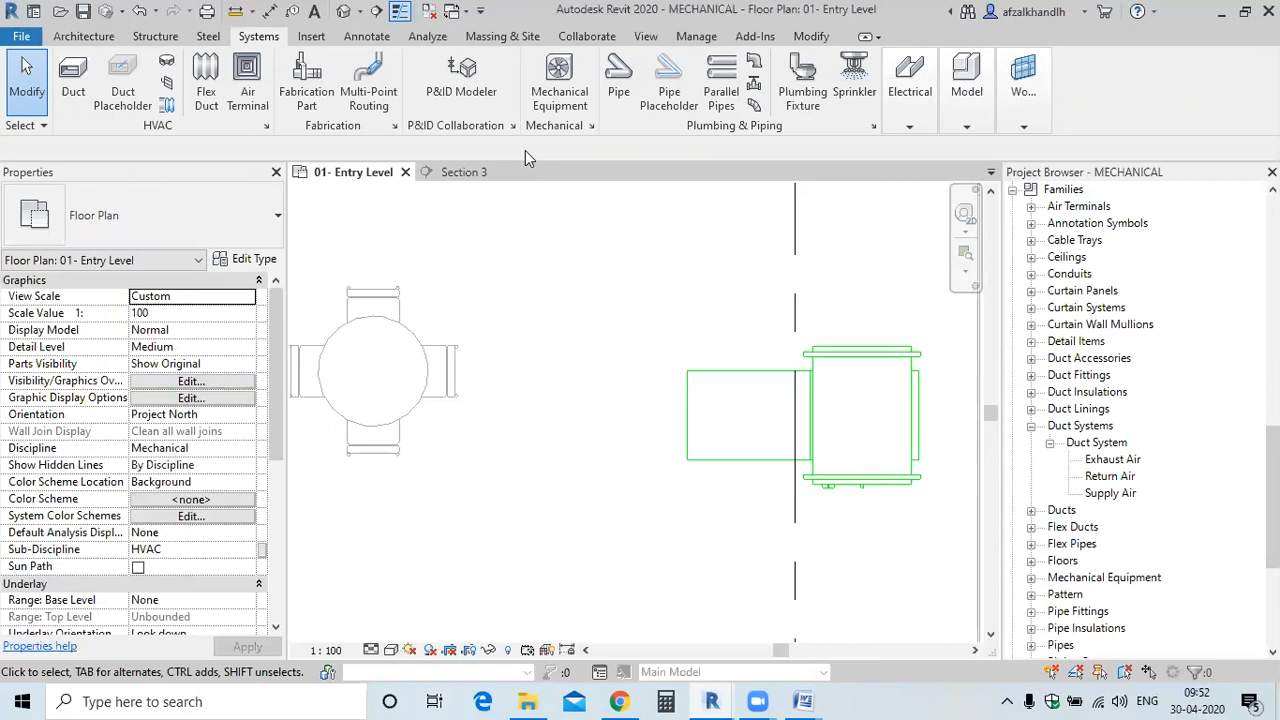 Autodesk Revit 2020 - MECHANICAL - Floor Plan: 01- Entry Level
afzalkhandlh
File
Architecture
Structure
Steel
Systems
Insert
Annotate
Analyze
Massing & Site
Collaborate
View
Manage
Add-Ins
Modify
Modify
Duct
Duct
Placeholder
Flex
Duct
Air
Terminal
Fabrication
Part
Multi-Point
Routing
P&ID Modeler
Mechanical
Equipment
Pipe
Pipe
Placeholder
Parallel
Pipes
Plumbing
Fixture
Sprinkler
Electrical
Model
Wo...
Select
HVAC
Fabrication
P&ID Collaboration
Mechanical
Plumbing & Piping
Properties
Floor Plan
Floor Plan: 01- Entry Level
Edit Type
Graphics
View Scale
Custom
Scale Value 1:
100
Display Model
Normal
Detail Level
Medium
Parts Visibility
Show Original
Visibility/Graphics Ov...
Edit...
Graphic Display Options
Edit...
Orientation
Project North
Wall Join Display
Clean all wall joins
Discipline
Mechanical
Show Hidden Lines
By Discipline
Color Scheme Location
Background
Color Scheme
<none>
System Color Schemes
Edit...
Default Analysis Displ...
None
Sub-Discipline
HVAC
Sun Path
Underlay
Range: Base Level
None
Range: Top Level
Unbounded
Underlay Orientation
Look down
Properties help
Apply
01- Entry Level
Section 3
2D
1 : 100
Project Browser - MECHANICAL
Families
Air Terminals
Annotation Symbols
Cable Trays
Ceilings
Conduits
Curtain Panels
Curtain Systems
Curtain Wall Mullions
Detail Items
Duct Accessories
Duct Fittings
Duct Insulations
Duct Linings
Duct Systems
Duct System
Exhaust Air
Return Air
Supply Air
Ducts
Flex Ducts
Flex Pipes
Floors
Mechanical Equipment
Pattern
Pipe Fittings
Pipe Insulations
Pipes
Click to select, TAB for alternates, CTRL adds, SHIFT unselects.
:0
Main Model
:0
Type here to search
ENG
09:52
30-04-2020
5